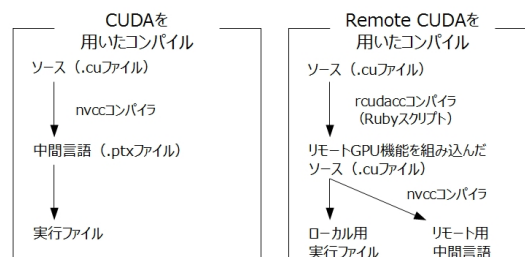 CUDAを
用いたコンパイル
ソース（.cuファイル）
nvccコンパイラ
中間言語（.ptxファイル）
実行ファイル
Remote CUDAを
用いたコンパイル
ソース（.cuファイル）
rcudaccコンパイラ
（Rubyスクリプト）
リモートGPU機能を組み込んだ
ソース（.cuファイル）
nvccコンパイラ
ローカル用
実行ファイル
リモート用
中間言語